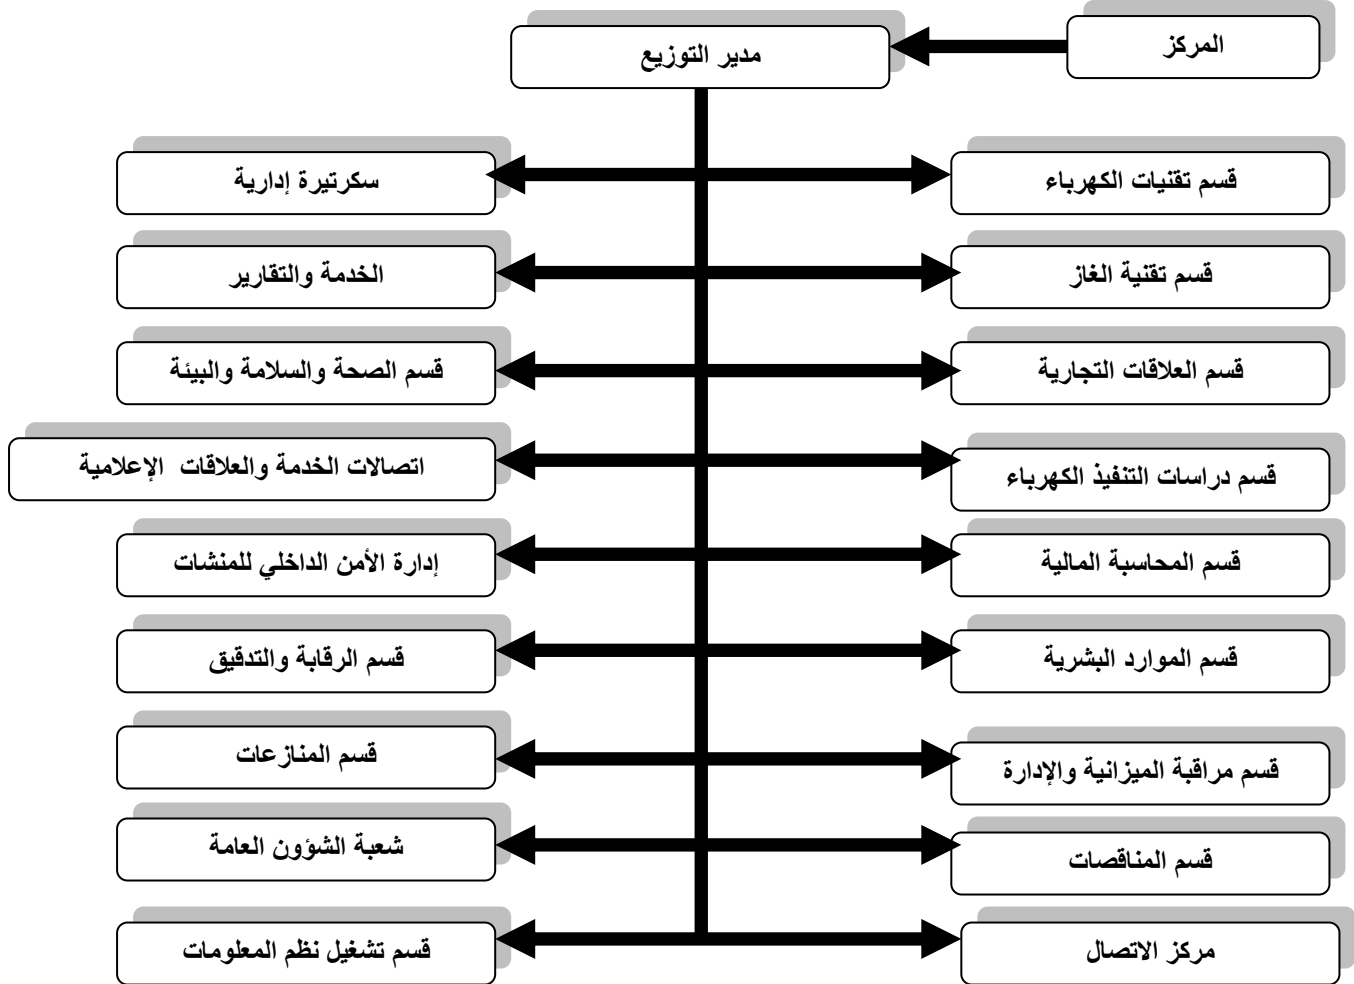 المركز
مدير التوزيع
قسم تقنيات الكهرباء
سكرتيرة إدارية
قسم تقنية الغاز
الخدمة والتقارير
قسم العلاقات التجارية
قسم الصحة والسلامة والبيئة
قسم دراسات التنفيذ الكهرباء
اتصالات الخدمة والعلاقات الإعلامية
قسم المحاسبة المالية
إدارة الأمن الداخلي للمنشات
قسم الموارد البشرية
قسم الرقابة والتدقيق
قسم مراقبة الميزانية والإدارة
قسم المنازعات
قسم المناقصات
شعبة الشؤون العامة
مركز الاتصال
قسم تشغيل نظم المعلومات